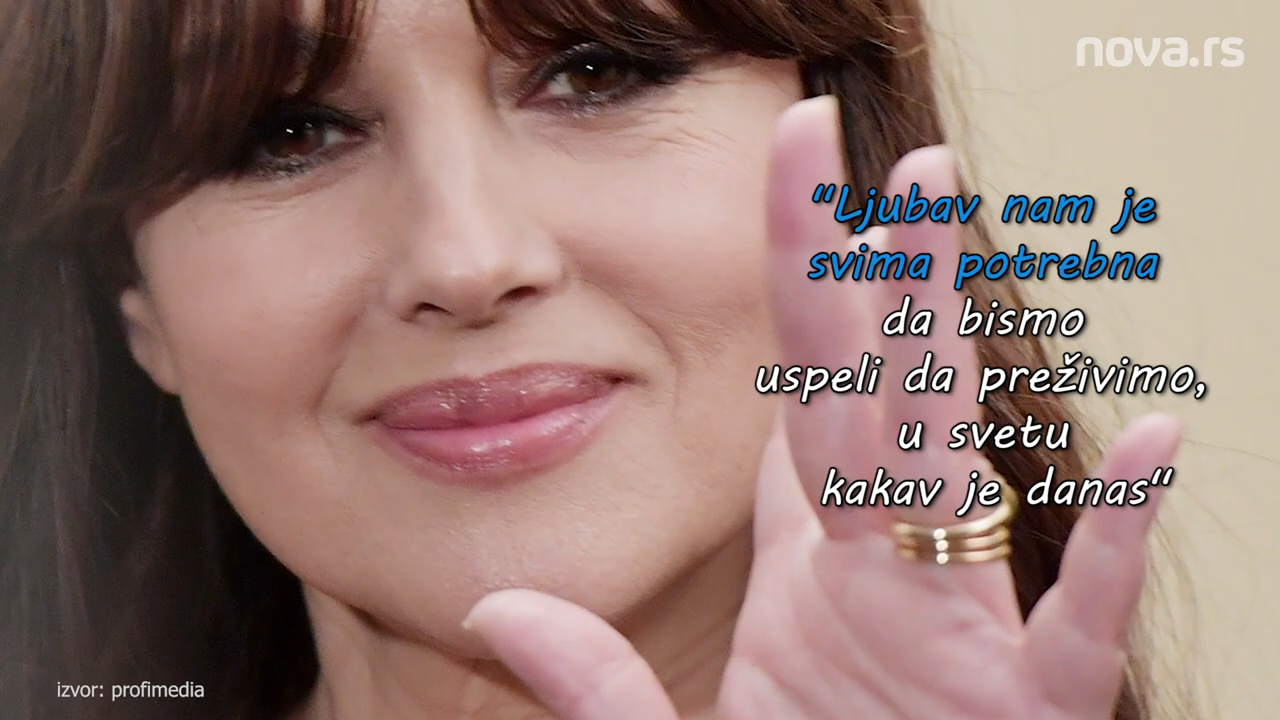 nova.rs
“Ljubav nam je
svima potrebna
da bismo
uspeli da preživimo,
u svetu
kakav je danas“
izvor: profimedia